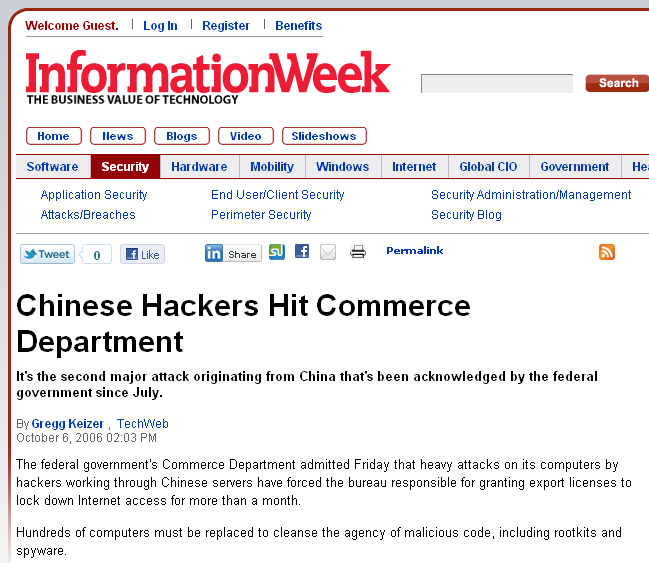 Welcome Guest. | Log In | Register | Benefits
InformationWeek
THE BUSINESS VALUE OF TECHNOLOGY
Search
Home News Blogs Video Slideshows
Software Security Hardware Mobility Windows Internet Global CIO Government
Application Security End User/Client Security Security Administration/Management
Attacks/Breaches Perimeter Security Security Blog
Tweet 0 Like in Share Permalink
Chinese Hackers Hit Commerce
Department
It's the second major attack originating from China that's been acknowledged by the federal
government since July.
By Gregg Keizer , TechWeb
October 6, 2006 02:03 PM
The federal government's Commerce Department admitted Friday that heavy attacks on its computers by
hackers working through Chinese servers have forced the bureau responsible for granting export licenses to
lock down Internet access for more than a month.
Hundreds of computers must be replaced to cleanse the agency of malicious code, including rootkits and
spyware.